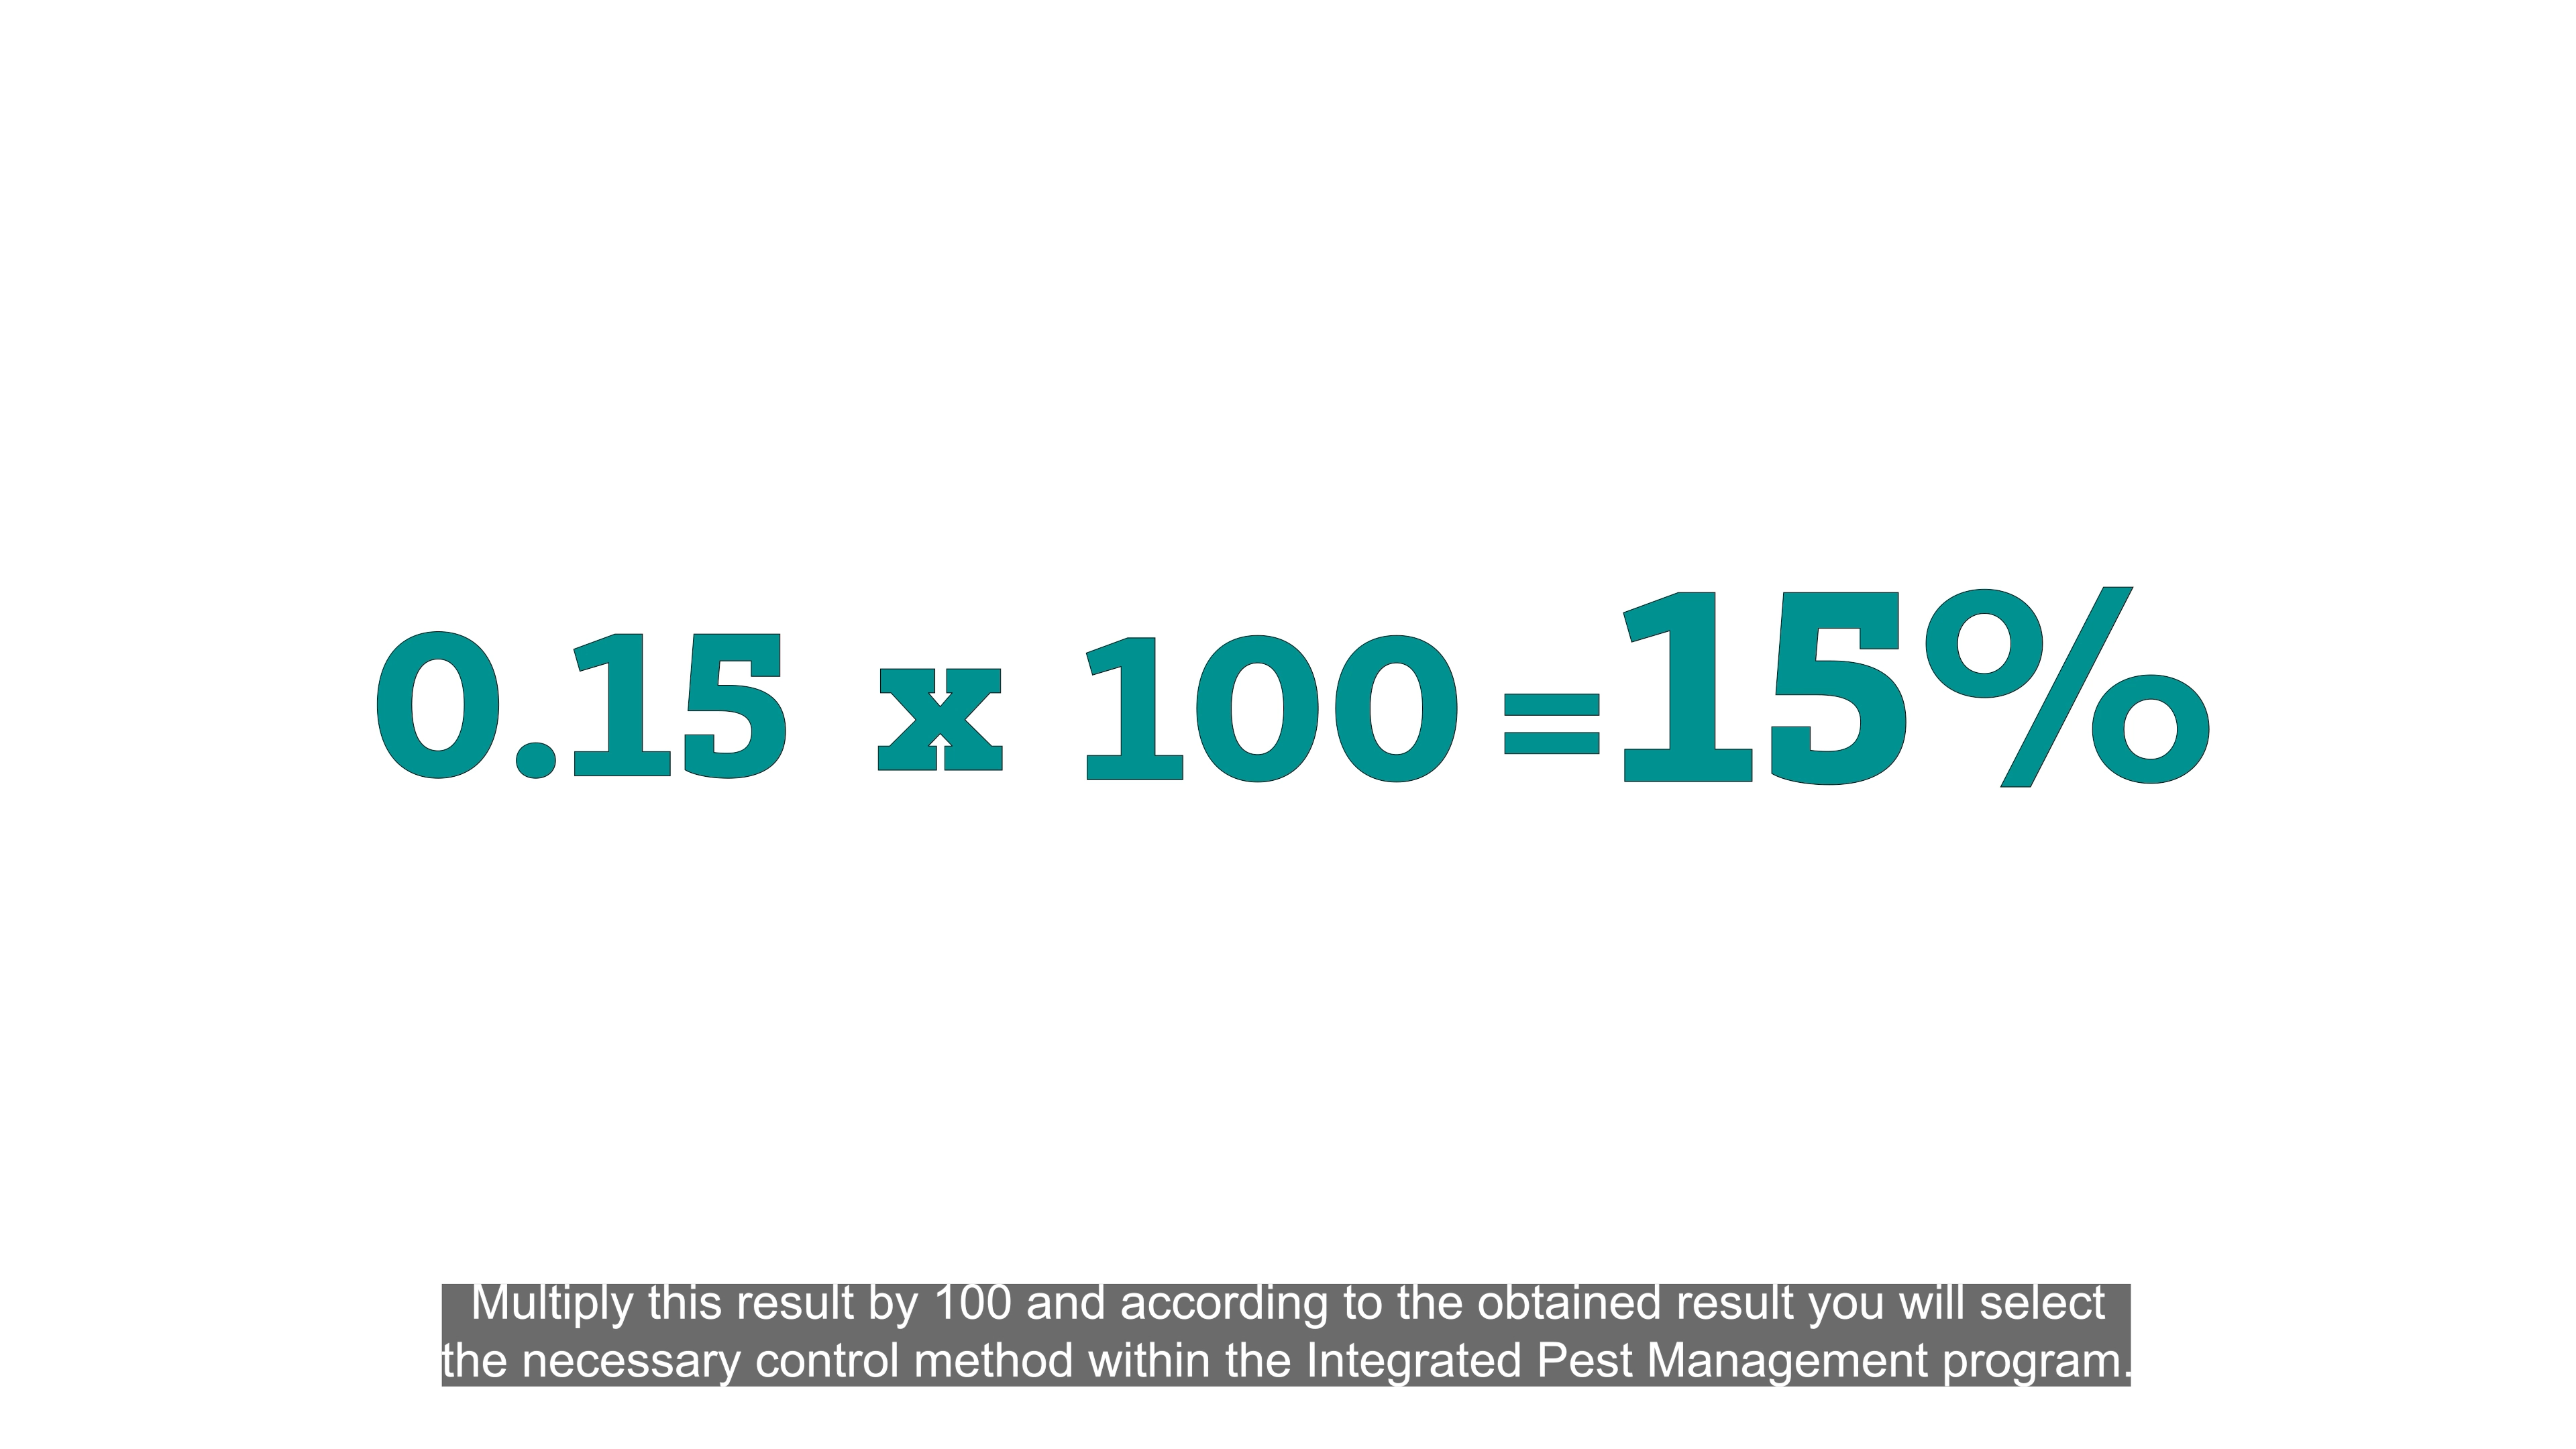 0.15 x 100=15%
Multiply this result by 100 and according to the obtained result you will select
the necessary control method within the Integrated Pest Management program.